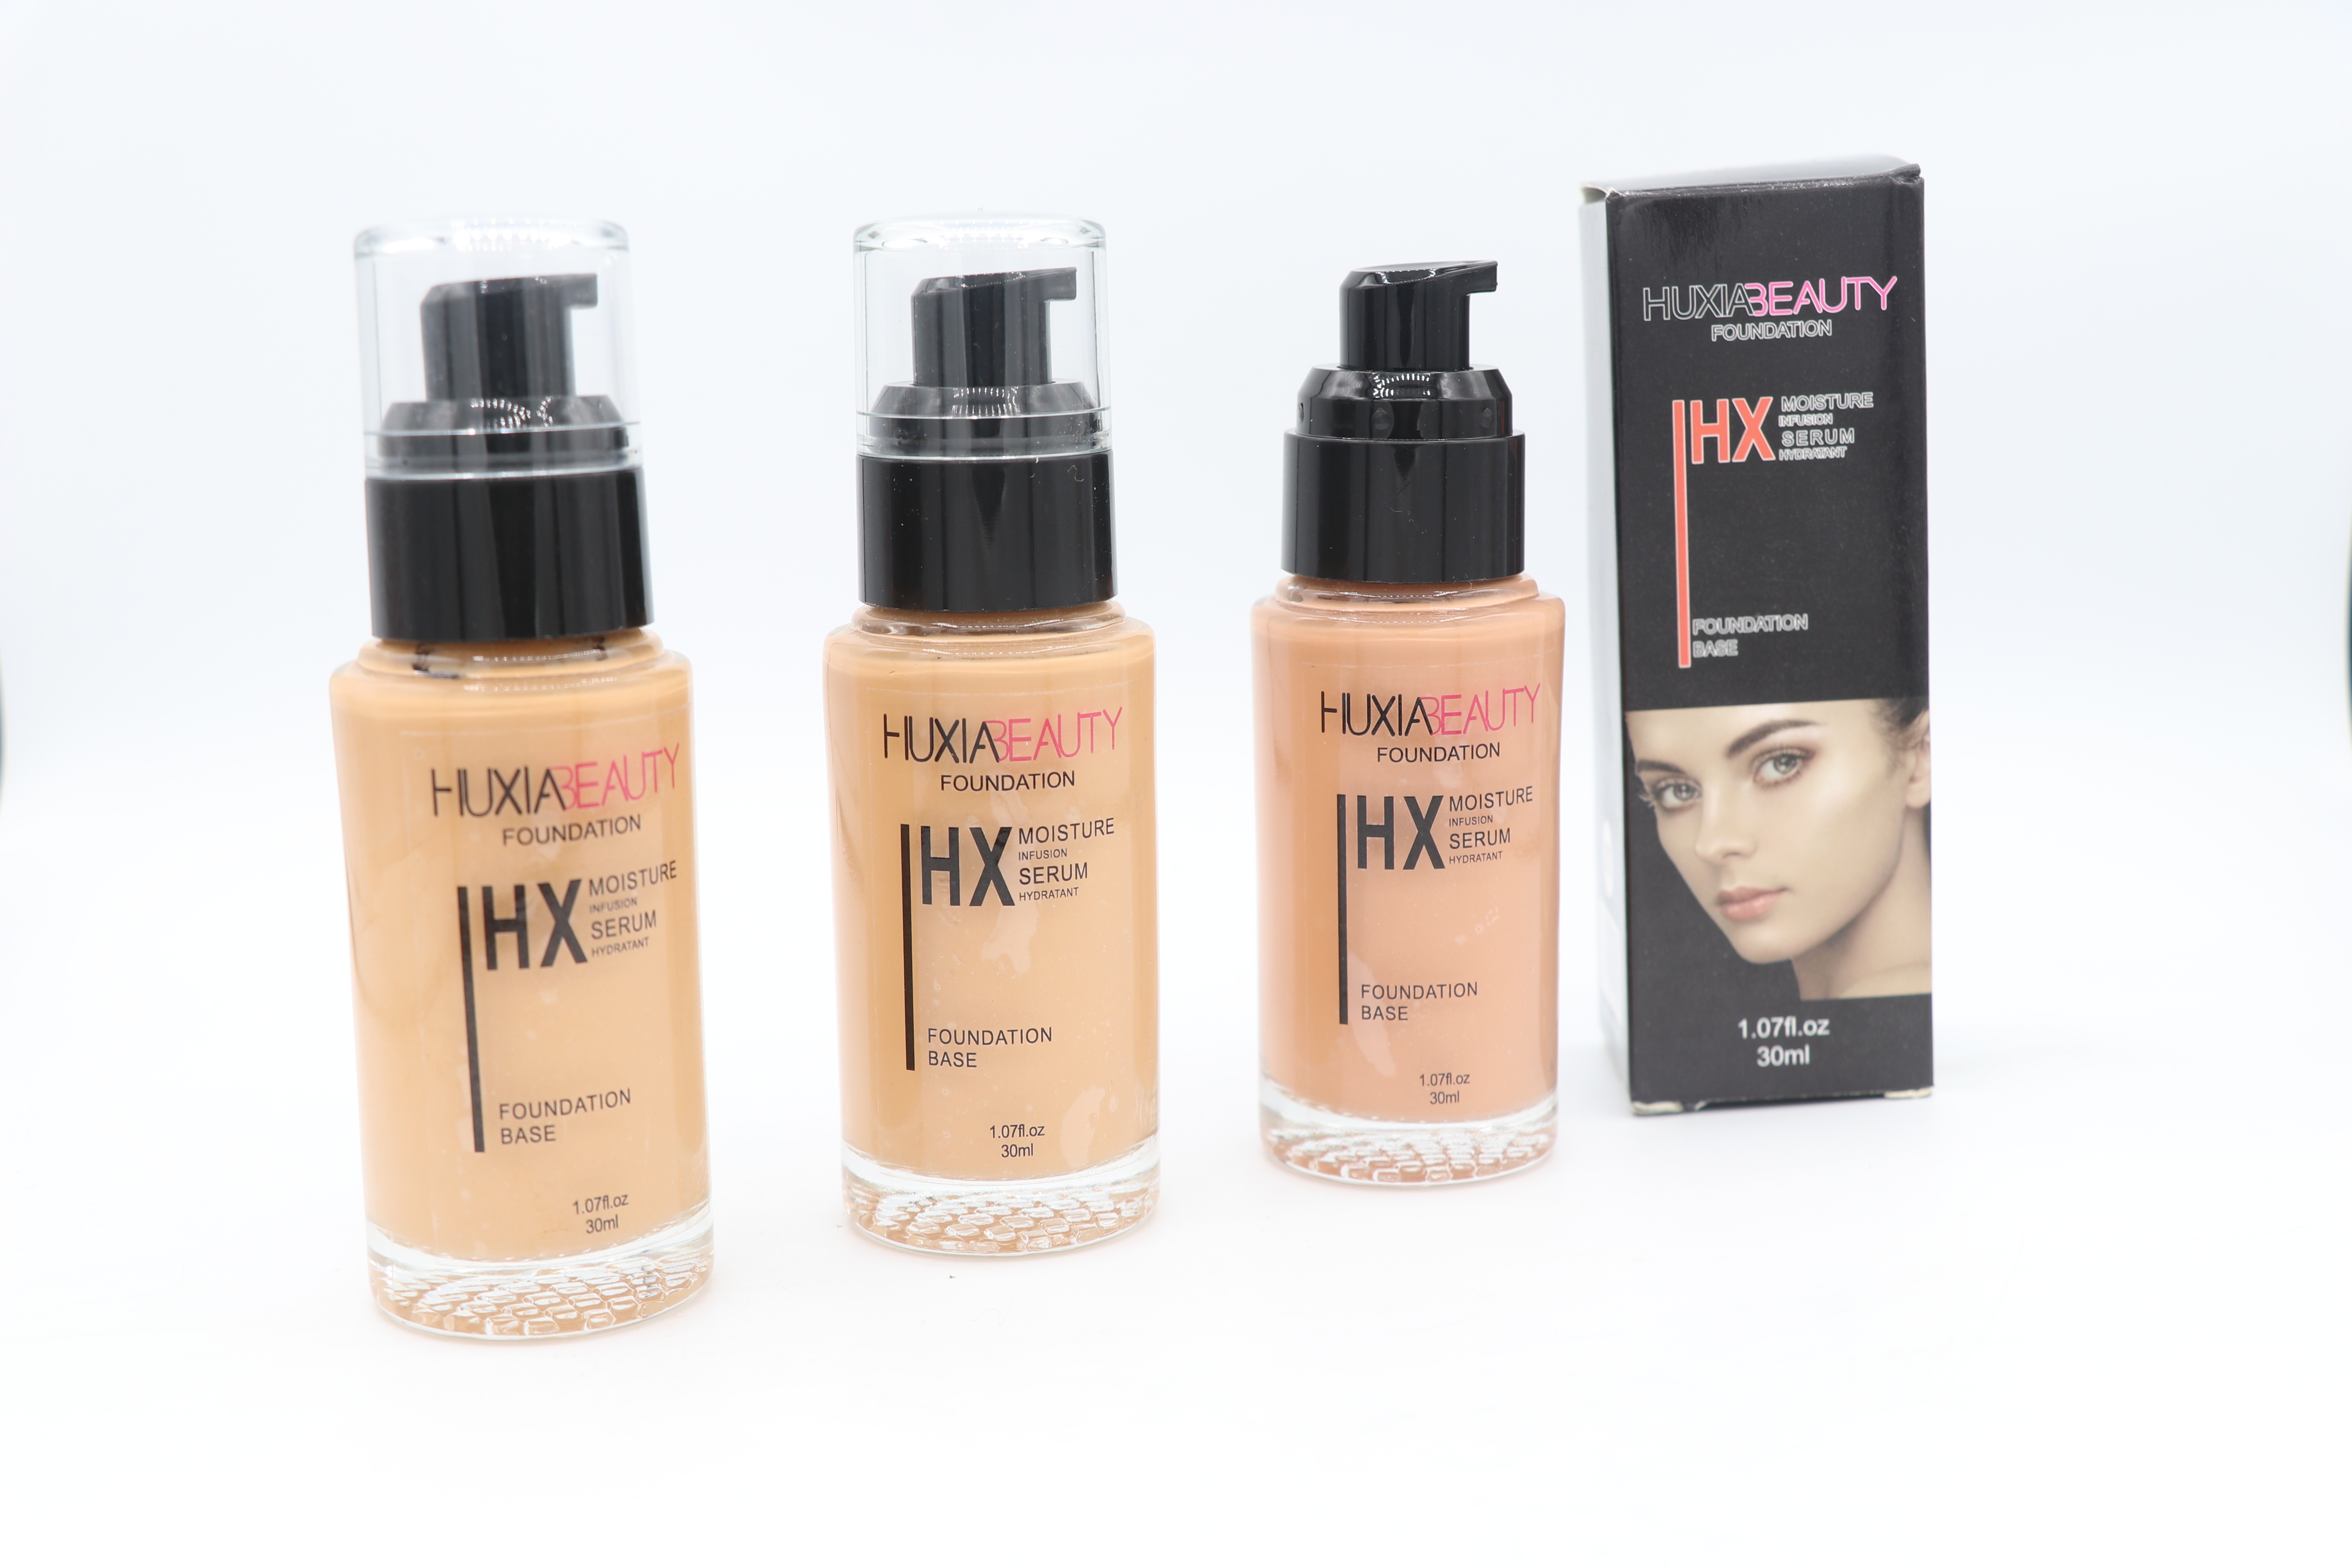 HUXIABEAUTY
FOUNDATION
HX
MOISTURE
INFUSION
SERUM
HYDRATANT
FOUNDATION
BASE
1.07fl.oz
30ml
HUXIABEAUTY
FOUNDATION
HX
MOISTURE
INFUSION
SERUM
HYDRATANT
FOUNDATION
BASE
1.07fl.oz
30ml
HUXIABEAUTY
FOUNDATION
HX
MOISTURE
INFUSION
SERUM
HYDRATANT
FOUNDATION
BASE
1.07fl.oz
30ml
HUXIABEAUTY
FOUNDATION
HX
MOISTURE
INFUSION
SERUM
HYDRATANT
FOUNDATION
BASE
1.07fl.oz
30ml